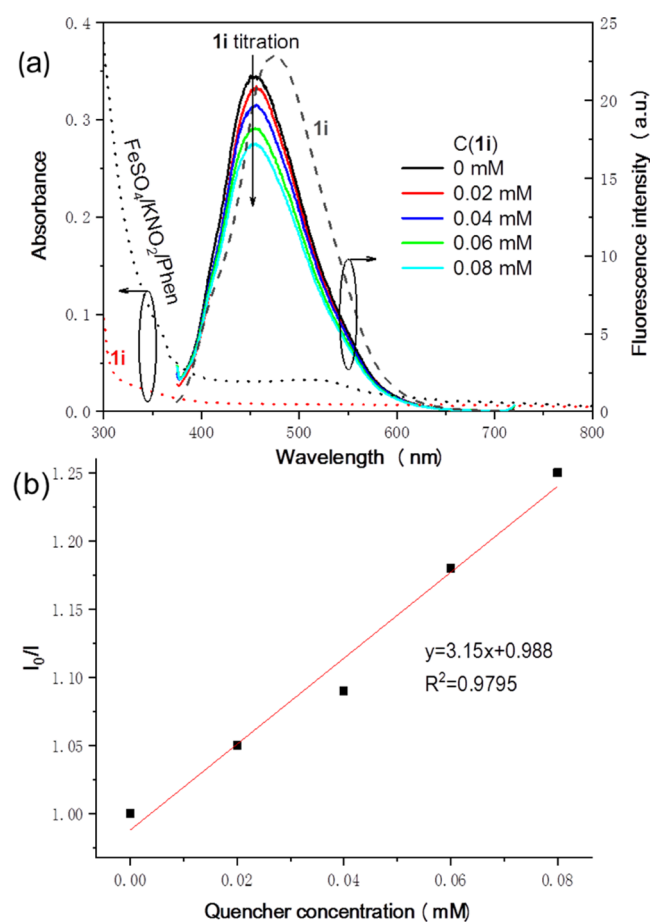 (a)
1i titration
1i
FeSO₄/KNO₂/Phen
1i
C(1i)
0 mM
0.02 mM
0.04 mM
0.06 mM
0.08 mM
0.4
0.3
0.2
0.1
0.0
Absorbance
25
20
15
10
5
0
Fluorescence intensity (a.u.)
300 400 500 600 700 800
Wavelength (nm)
(b)
1.25
1.20
1.15
1.10
1.05
1.00
I₀/I
y=3.15x+0.988
R²=0.9795
0.00 0.02 0.04 0.06 0.08
Quencher concentration (mM)